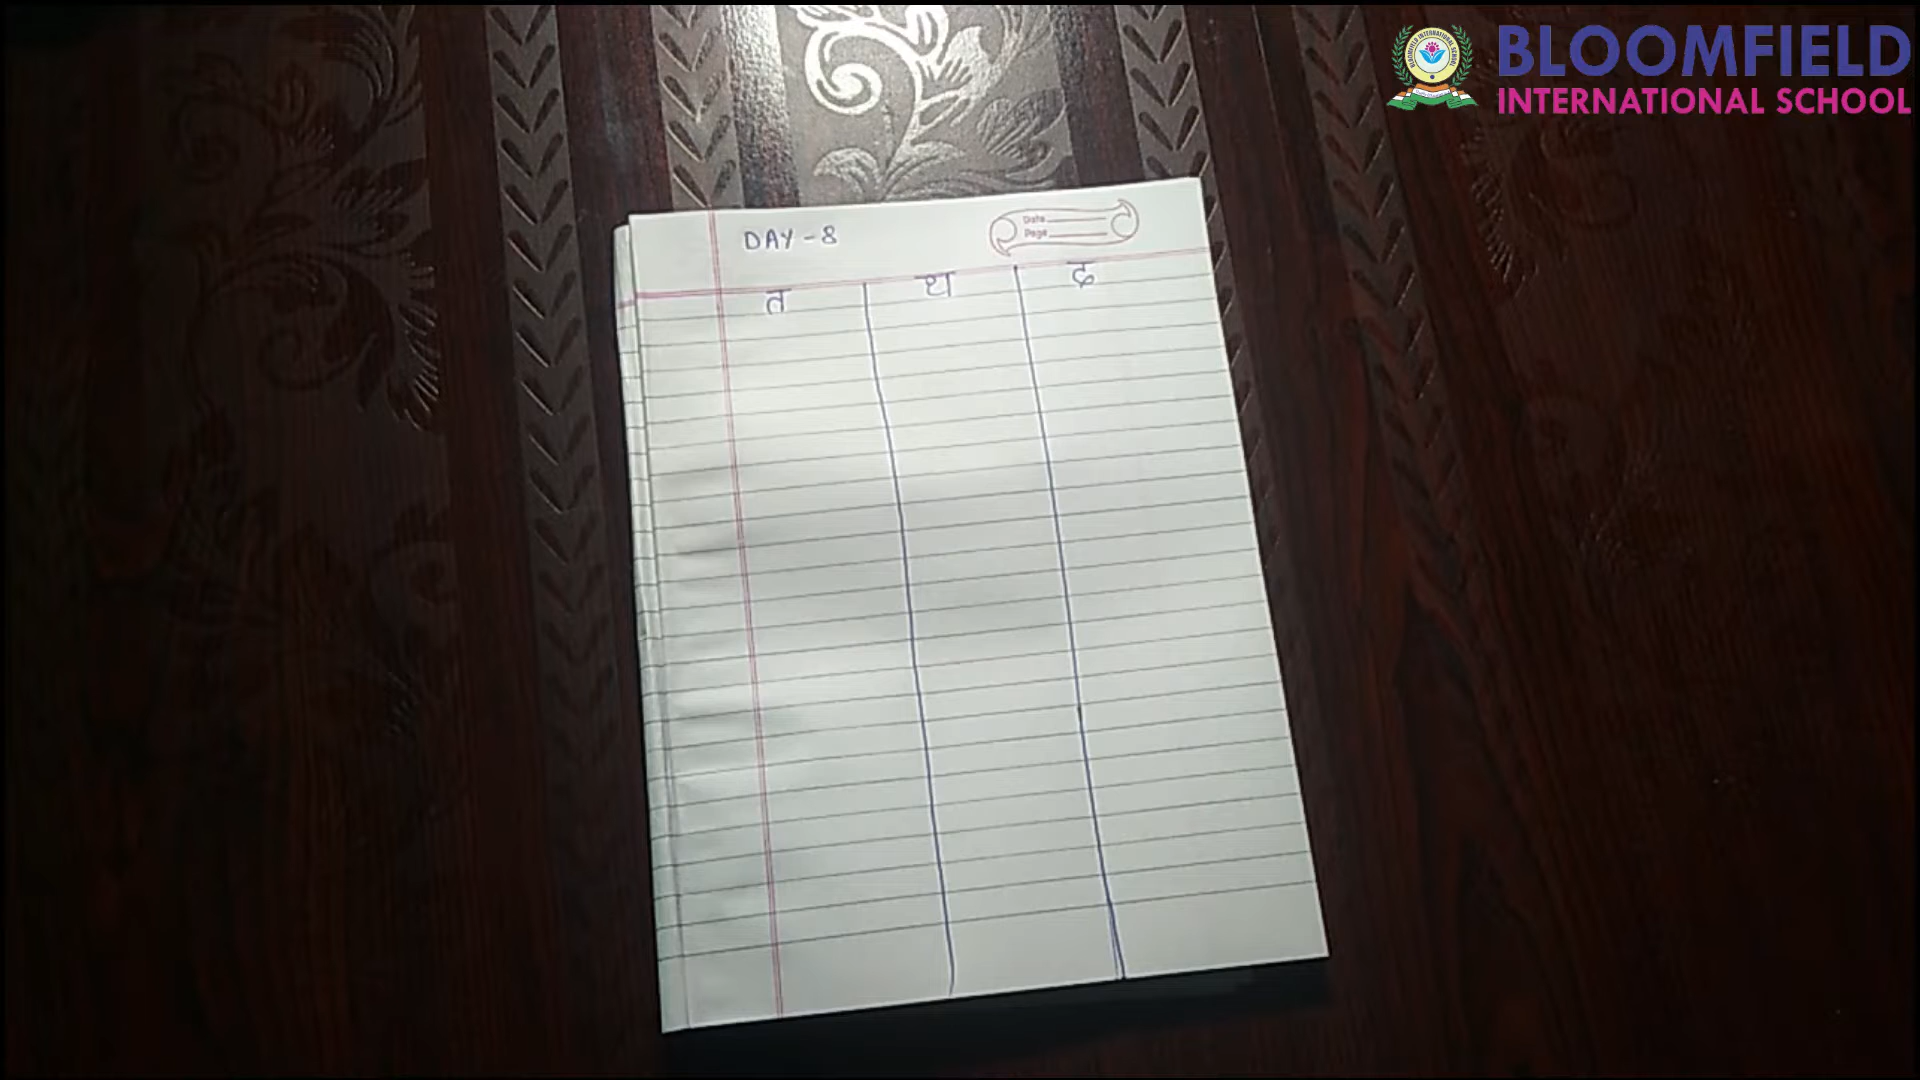 BLOOMFIELD
INTERNATIONAL SCHOOL
DAY - 8
Date
Page
त थ द